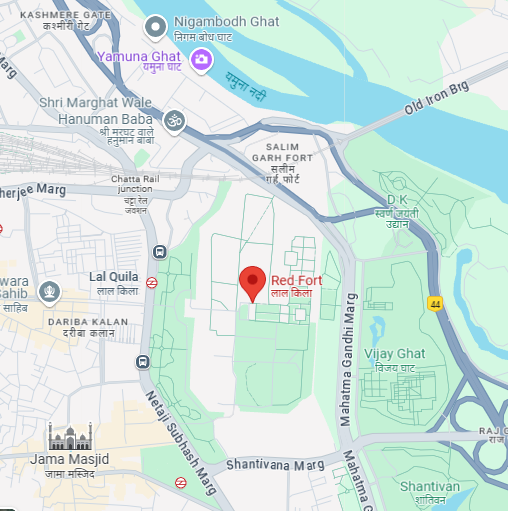 KASHMERE GATE
कश्मीरी गेट
Nigambodh Ghat
निगम बोध घाट
Yamuna Ghat
यमुना घाट
यमुना नदी
Marg
Old Iron Brg
Shri Marghat Wale
Hanuman Baba
श्री मरघट वाले
हनुमान बाबा
SALIM
GARH FORT
सलीम
गढ़ फोर्ट
Chatta Rail
junction
चट्टा रेल
जंक्शन
herjee Marg
D K
स्वर्ण जयंती
उद्यान
Lal Quila
लाल किला
wara
Sahib
साहिब
Red Fort
लाल किला
44
DARIBA KALAN
दरीबा कलान
Mahatma Gandhi Marg
Vijay Ghat
विजय घाट
Netaji Subhash Marg
Jama Masjid
जामा मस्जिद
Shantivana Marg
RAJ
राज
Mahatma G
Shantivan
शांतिवन